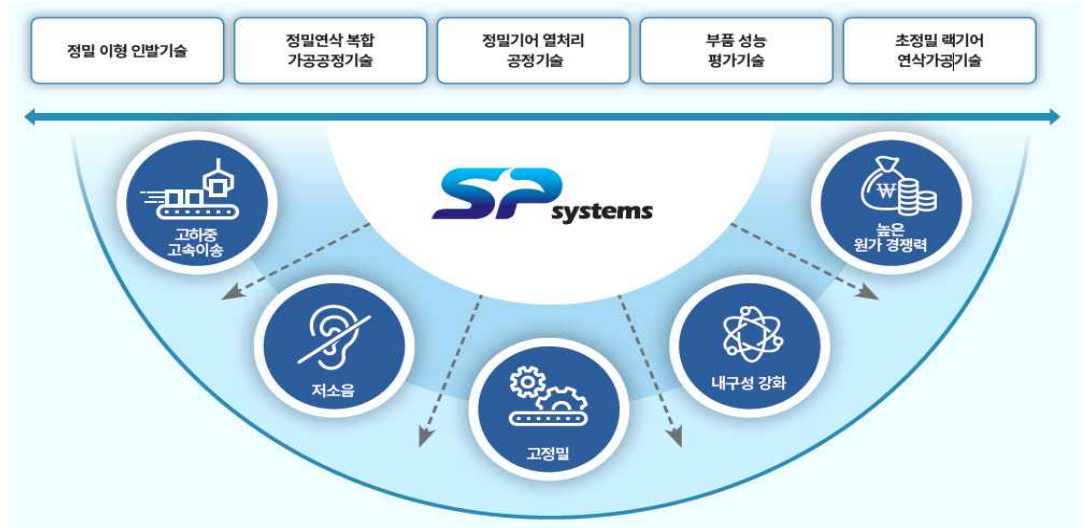 정밀 이형 인발기술
정밀연삭 복합
가공공정기술
정밀기어 열처리
공정기술
부품 성능
평가기술
초정밀 랙기어
연삭가공기술
SP systems
고하중
고속이송
저소음
고정밀
내구성 강화
₩
높은
원가 경쟁력